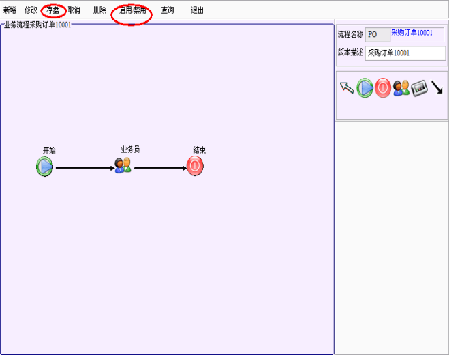 新增 修改 存盘 取消 删除 启用/禁用 查询 退出
业务流程采购订单10001
流程名称 PO 采购订单10001
版本描述 采购订单10001
开始 业务员 结束